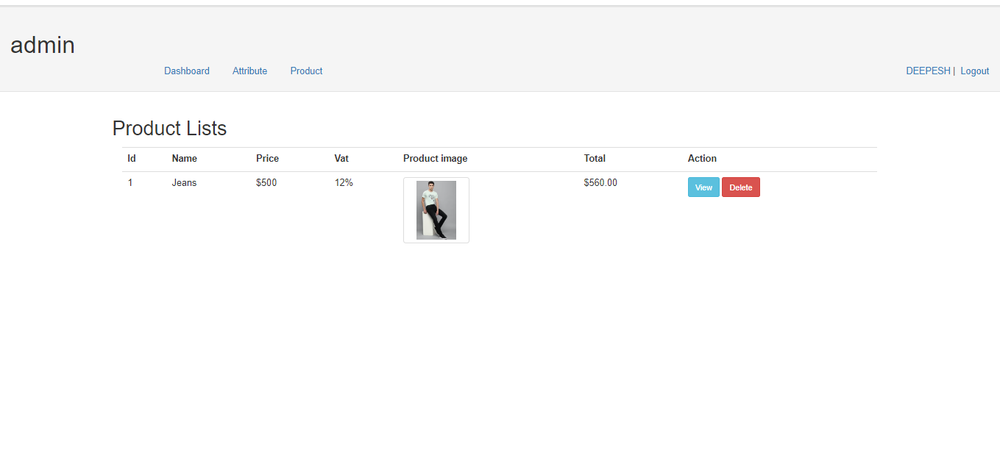 admin
Dashboard Attribute Product DEEPESH | Logout
Product Lists
Id Name Price Vat Product image Total Action
1 Jeans $500 12% $560.00 View Delete